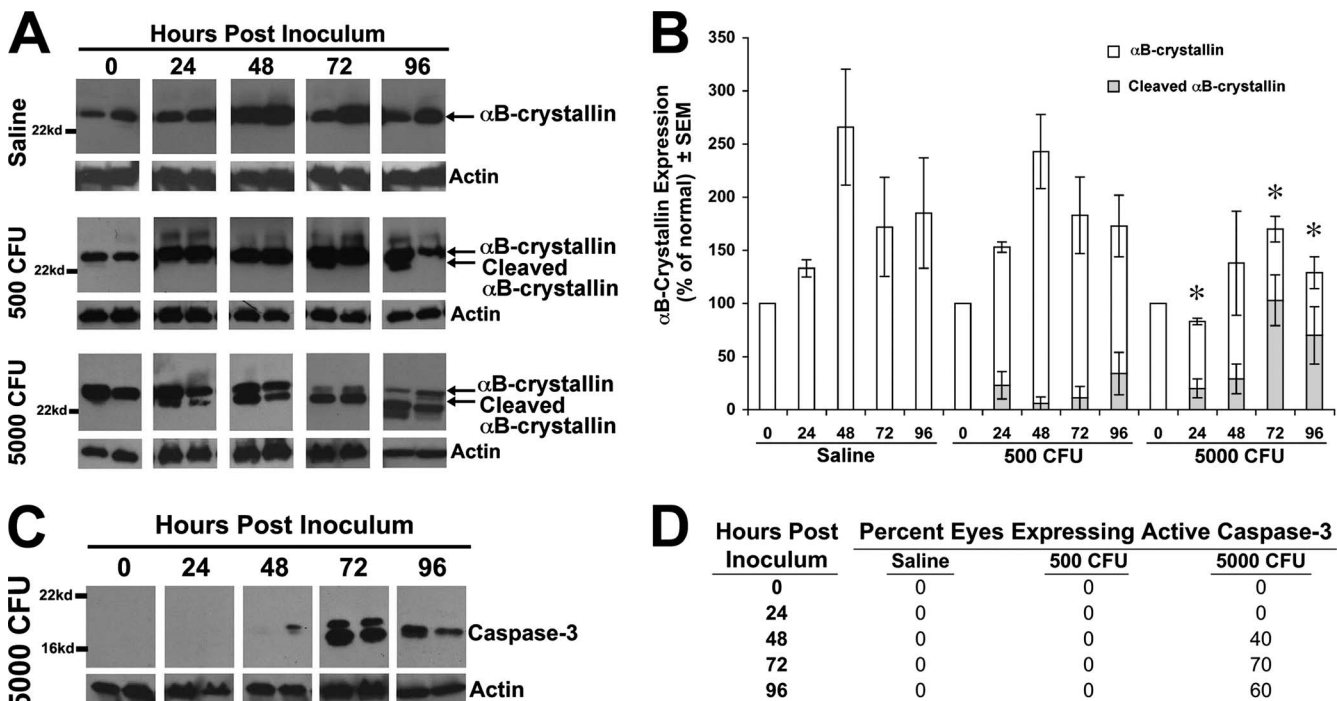 A
Hours Post Inoculum
0 24 48 72 96
Saline
22kd
αB-crystallin
Actin
500 CFU
22kd
αB-crystallin
Cleaved
αB-crystallin
Actin
5000 CFU
22kd
αB-crystallin
Cleaved
αB-crystallin
Actin
B
αB-Crystallin Expression
(% of normal) ± SEM
350
300
250
200
150
100
50
0
αB-crystallin
Cleaved αB-crystallin
* * *
0 24 48 72 96 0 24 48 72 96 0 24 48 72 96
Saline 500 CFU 5000 CFU
C
Hours Post Inoculum
0 24 48 72 96
5000 CFU
22kd
16kd
Caspase-3
Actin
D
Hours Post Percent Eyes Expressing Active Caspase-3
Inoculum Saline 500 CFU 5000 CFU
0 0 0 0
24 0 0 0
48 0 0 40
72 0 0 70
96 0 0 60